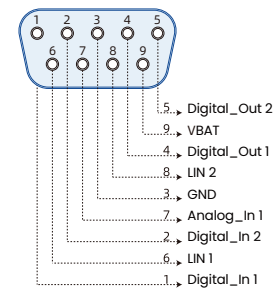 1 2 3 4 5
6 7 8 9
5 Digital_Out 2
9 VBAT
4 Digital_Out 1
8 LIN 2
3 GND
7 Analog_In 1
2 Digital_In 2
6 LIN 1
1 Digital_In 1